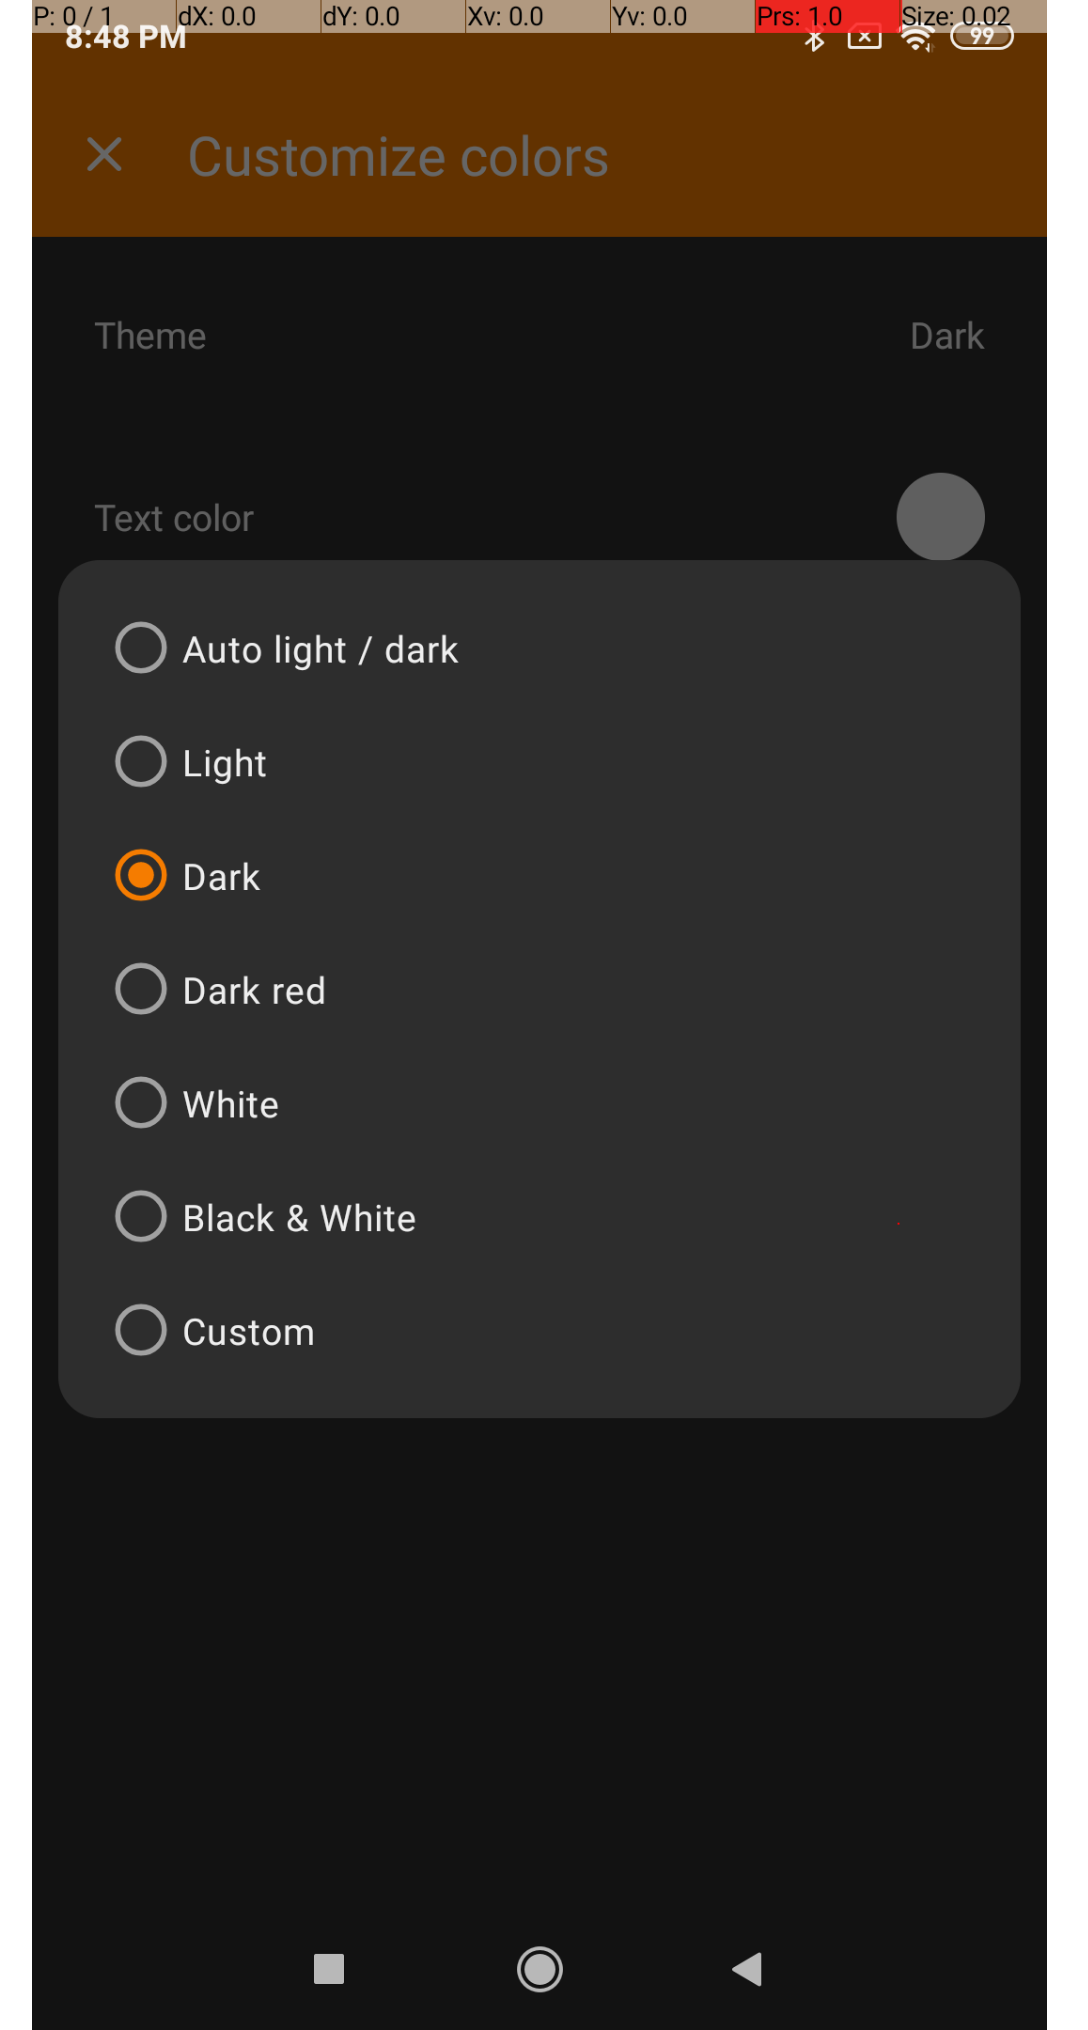 P: 0 / 1 dX: 0.0 dY: 0.0 Xv: 0.0 Yv: 0.0 Prs: 1.0 Size: 0.02
8:48 PM 99
Customize colors
Theme Dark
Text color
Auto light / dark
Light
Dark
Dark red
White
Black & White
Custom